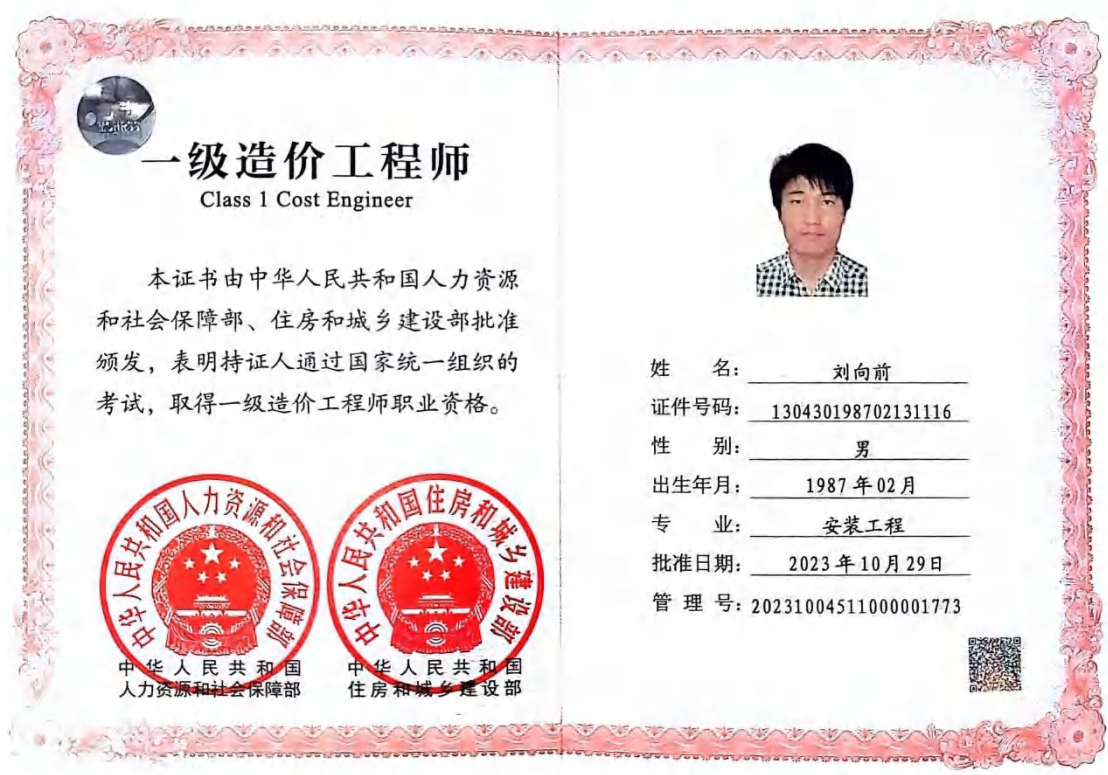 一级造价工程师
Class 1 Cost Engineer
本证书由中华人民共和国人力资源
和社会保障部、住房和城乡建设部批准
颁发，表明持证人通过国家统一组织的
考试，取得一级造价工程师职业资格。
中华人民共和国人力资源和社会保障部
中华人民共和国
人力资源和社会保障部
中华人民共和国住房和城乡建设部
中华人民共和国
住房和城乡建设部
姓 名：刘向前
证件号码：130430198702131116
性 别：男
出生年月：1987年02月
专 业：安装工程
批准日期：2023年10月29日
管 理 号：20231004511000001773